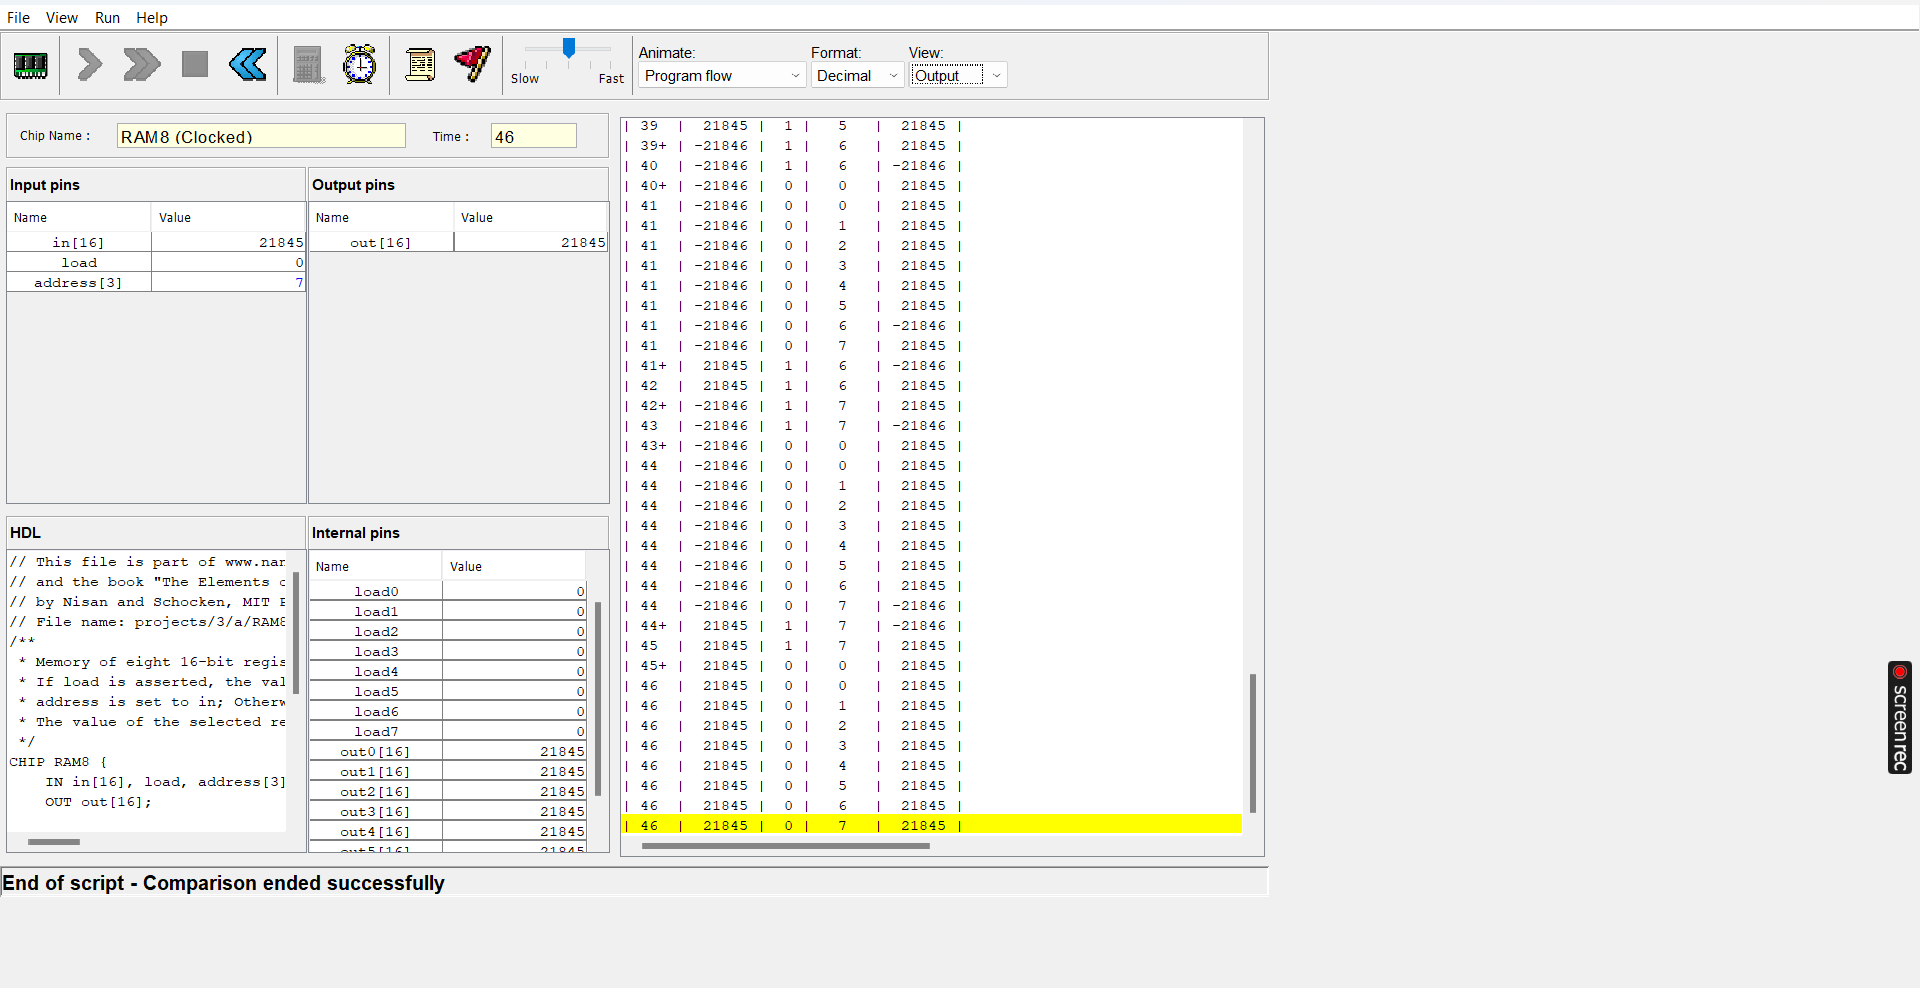 File View Run Help
Slow Fast
Animate: Format: View:
Program flow Decimal Output
Chip Name : RAM8 (Clocked) Time : 46
Input pins
Name Value
in[16] 21845
load 0
address[3] 7
Output pins
Name Value
out[16] 21845
HDL
// This file is part of www.nan
// and the book "The Elements o
// by Nisan and Schocken, MIT P
// File name: projects/3/a/RAM8
/**
* Memory of eight 16-bit regis
* If load is asserted, the val
* address is set to in; Otherw
* The value of the selected re
*/
CHIP RAM8 {
IN in[16], load, address[3]
OUT out[16];
Internal pins
Name Value
load0 0
load1 0
load2 0
load3 0
load4 0
load5 0
load6 0
load7 0
out0[16] 21845
out1[16] 21845
out2[16] 21845
out3[16] 21845
out4[16] 21845
out5[16] 21845
| 39 | 21845 | 1 | 5 | 21845 |
| 39+ | -21846 | 1 | 6 | 21845 |
| 40 | -21846 | 1 | 6 | -21846 |
| 40+ | -21846 | 0 | 0 | 21845 |
| 41 | -21846 | 0 | 0 | 21845 |
| 41 | -21846 | 0 | 1 | 21845 |
| 41 | -21846 | 0 | 2 | 21845 |
| 41 | -21846 | 0 | 3 | 21845 |
| 41 | -21846 | 0 | 4 | 21845 |
| 41 | -21846 | 0 | 5 | 21845 |
| 41 | -21846 | 0 | 6 | -21846 |
| 41 | -21846 | 0 | 7 | 21845 |
| 41+ | 21845 | 1 | 6 | -21846 |
| 42 | 21845 | 1 | 6 | 21845 |
| 42+ | -21846 | 1 | 7 | 21845 |
| 43 | -21846 | 1 | 7 | -21846 |
| 43+ | -21846 | 0 | 0 | 21845 |
| 44 | -21846 | 0 | 0 | 21845 |
| 44 | -21846 | 0 | 1 | 21845 |
| 44 | -21846 | 0 | 2 | 21845 |
| 44 | -21846 | 0 | 3 | 21845 |
| 44 | -21846 | 0 | 4 | 21845 |
| 44 | -21846 | 0 | 5 | 21845 |
| 44 | -21846 | 0 | 6 | 21845 |
| 44 | -21846 | 0 | 7 | -21846 |
| 44+ | 21845 | 1 | 7 | -21846 |
| 45 | 21845 | 1 | 7 | 21845 |
| 45+ | 21845 | 0 | 0 | 21845 |
| 46 | 21845 | 0 | 0 | 21845 |
| 46 | 21845 | 0 | 1 | 21845 |
| 46 | 21845 | 0 | 2 | 21845 |
| 46 | 21845 | 0 | 3 | 21845 |
| 46 | 21845 | 0 | 4 | 21845 |
| 46 | 21845 | 0 | 5 | 21845 |
| 46 | 21845 | 0 | 6 | 21845 |
| 46 | 21845 | 0 | 7 | 21845 |
End of script - Comparison ended successfully
screenrec